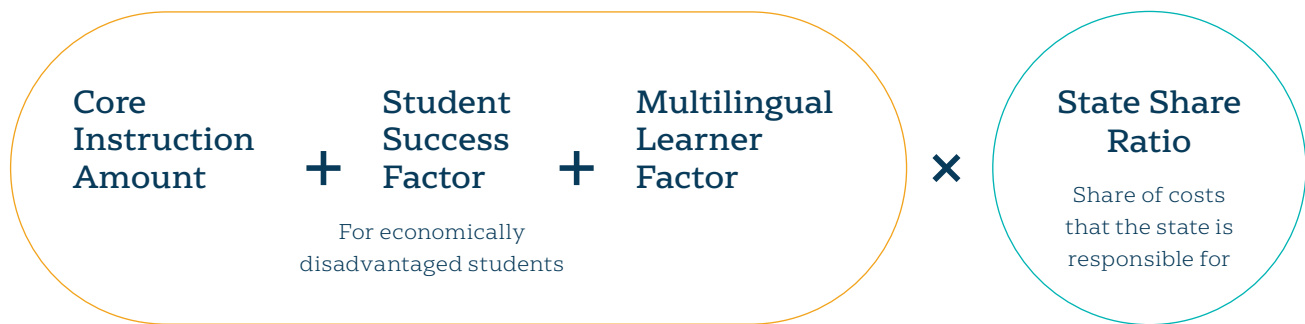 Core
Instruction
Amount
+
Student
Success
Factor
For economically
disadvantaged students
+
Multilingual
Learner
Factor
×
State Share
Ratio
Share of costs
that the state is
responsible for